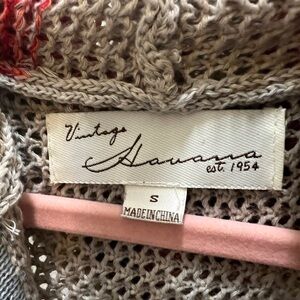 Vintage
Havana
est. 1954
S
MADE IN CHINA